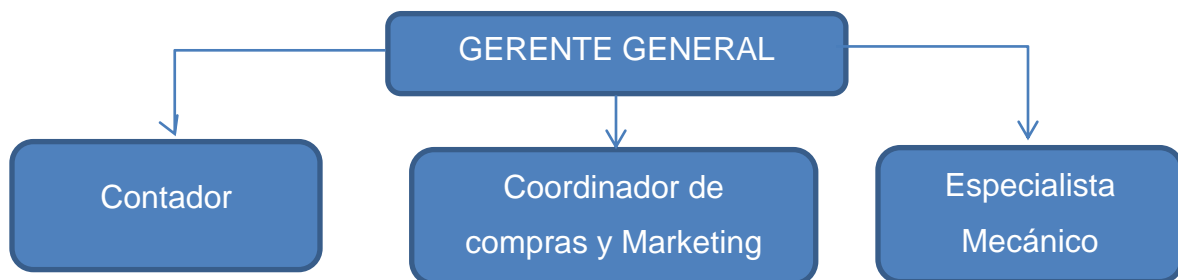 GERENTE GENERAL
Contador
Coordinador de
compras y Marketing
Especialista
Mecánico